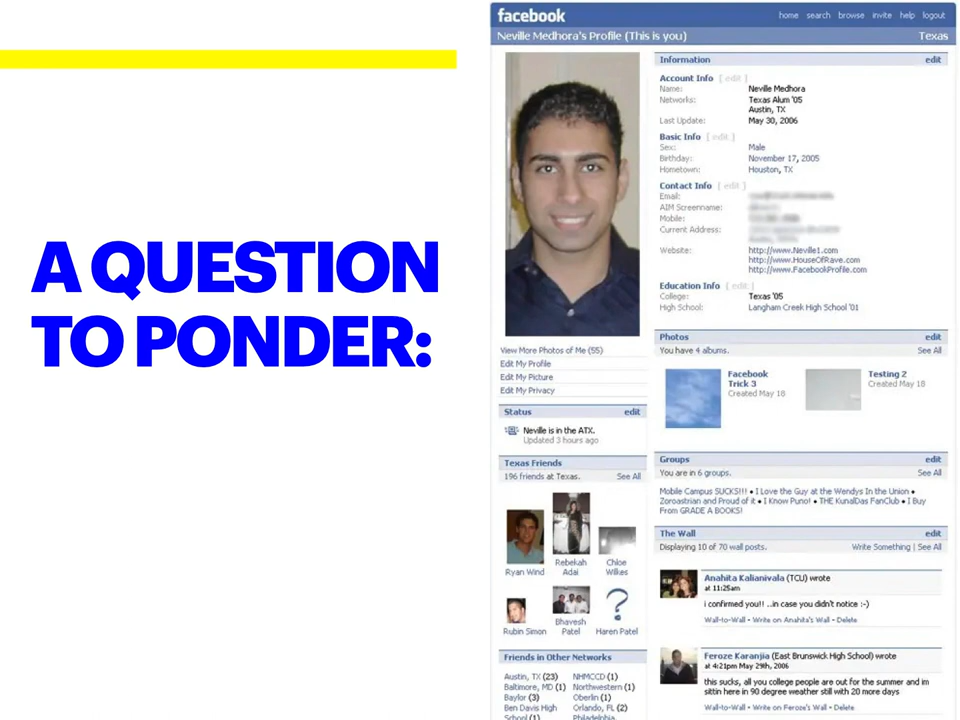 A QUESTION
TO PONDER:
facebook
home search browse invite help logout
Neville Medhora's Profile (This is you) Texas
View More Photos of Me (55)
Edit My Profile
Edit My Picture
Edit My Privacy
Status edit
Neville is in the ATX.
Updated 3 hours ago
Texas Friends
196 friends at Texas. See All
Ryan Wind
Rebekah
Adai
Chloe
Wilkes
Rubin Simon
Bhavesh
Patel
Haren Patel
Friends in Other Networks
Austin, TX (23) NHMCCD (1)
Baltimore, MD (1) Northwestern (1)
Baylor (3) Oberlin (1)
Ben Davis High Orlando, FL (2)
School (1) Philadelphia,
Information edit
Account Info [ edit ]
Name: Neville Medhora
Networks: Texas Alum '05
Austin, TX
Last Update: May 30, 2006
Basic Info [ edit ]
Sex: Male
Birthday: November 17, 2005
Hometown: Houston, TX
Contact Info [ edit ]
Email:
AIM Screenname:
Mobile:
Current Address:
Website: http://www.Neville1.com
http://www.HouseOfRave.com
http://www.FacebookProfile.com
Education Info [ edit ]
College: Texas '05
High School: Langham Creek High School '01
Photos edit
You have 4 albums. See All
Facebook
Trick 3
Created May 18
Testing 2
Created May 18
Groups edit
You are in 6 groups. See All
Mobile Campus SUCKS!!! • I Love the Guy at the Wendys In the Union •
Zoroastrian and Proud of it • I Know Puno! • THE KunalDas FanClub • I Buy
From GRADE A BOOKS!
The Wall edit
Displaying 10 of 70 wall posts. Write Something | See All
Anahita Kalianivala (TCU) wrote
at 11:25am
i confirmed you!! ..in case you didn't notice :-)
Wall-to-Wall • Write on Anahita's Wall • Delete
Feroze Karanjia (East Brunswick High School) wrote
at 4:21pm May 29th, 2006
this sucks, all you college people are out for the summer and im
sittin here in 90 degree weather still with 20 more days
Wall-to-Wall • Write on Feroze's Wall • Delete